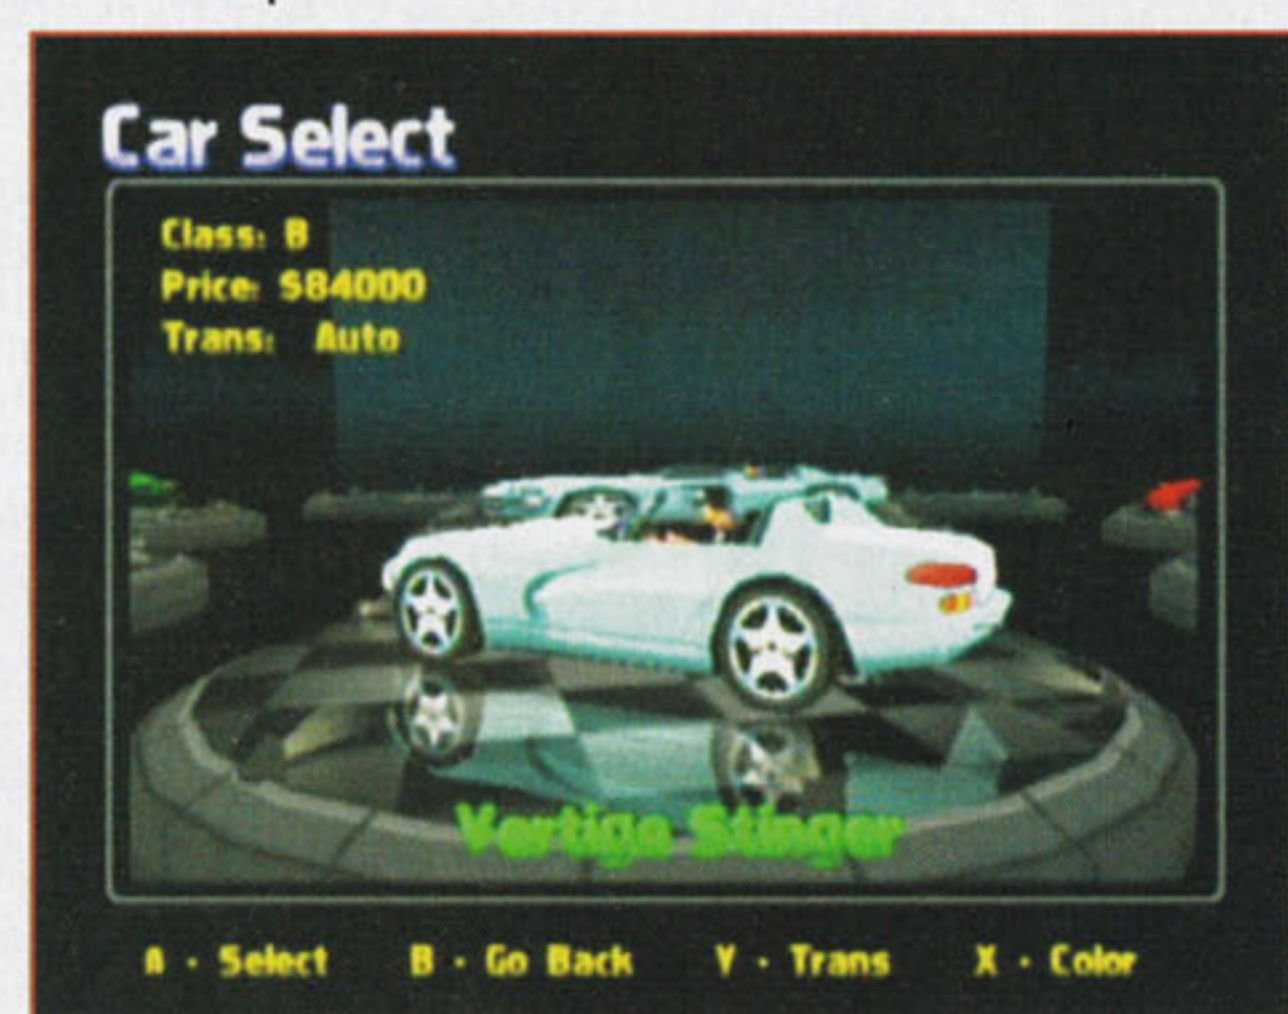 Car Select
Class: B
Price: $84000
Trans: Auto
Vertigo Stinger
A · Select B · Go Back Y · Trans X · Color